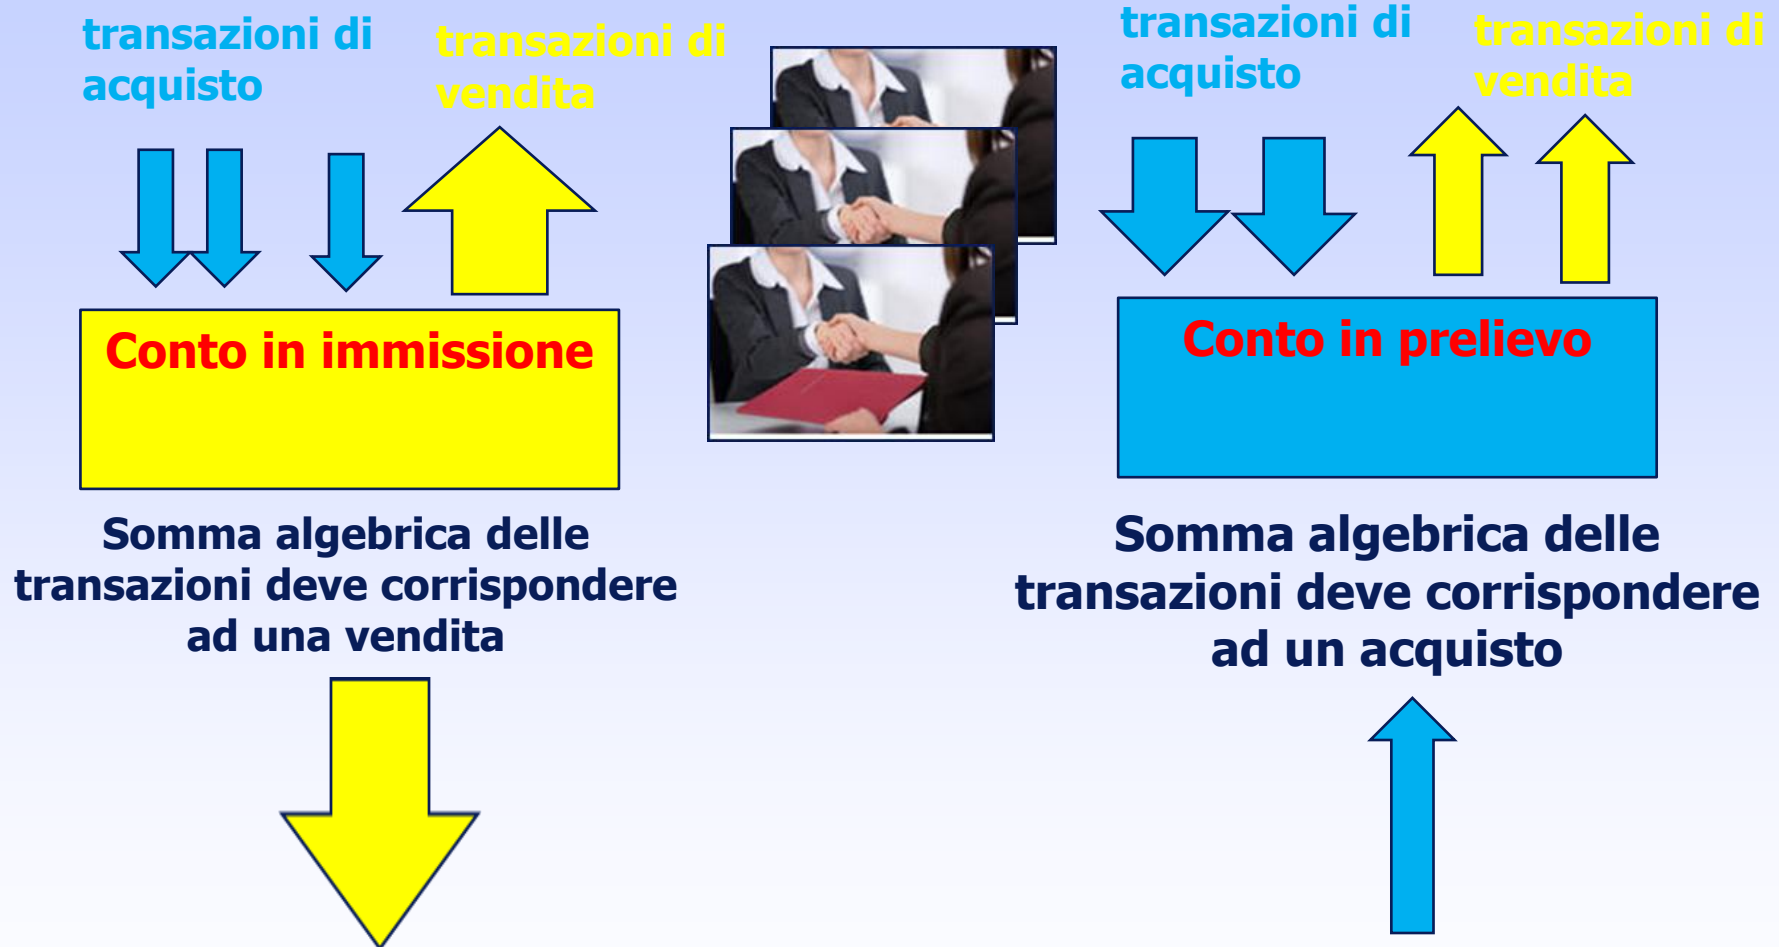 transazioni di
acquisto
transazioni di
vendita
transazioni di
acquisto
transazioni di
vendita
Conto in immissione
Conto in prelievo
Somma algebrica delle
transazioni deve corrispondere
ad una vendita
Somma algebrica delle
transazioni deve corrispondere
ad un acquisto